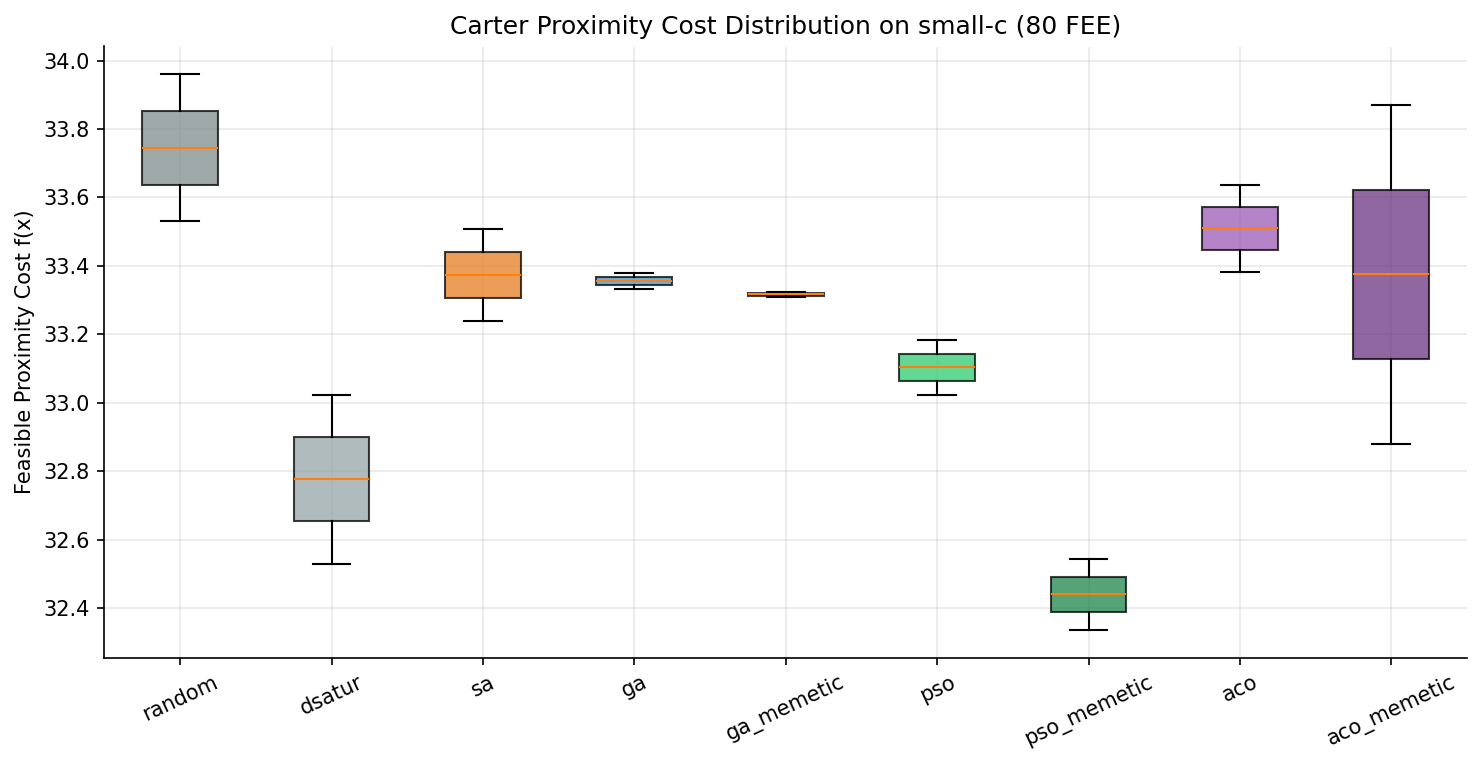 Carter Proximity Cost Distribution on small-c (80 FEE)
Feasible Proximity Cost f(x)
34.0
33.8
33.6
33.4
33.2
33.0
32.8
32.6
32.4
random
dsatur
sa
ga
ga_memetic
pso
pso_memetic
aco
aco_memetic